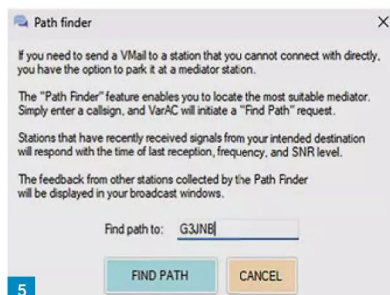 Path finder
If you need to send a VMail to a station that you cannot connect with directly,
you have the option to park it at a mediator station.
The "Path Finder" feature enables you to locate the most suitable mediator.
Simply enter a callsign, and VarAC will initiate a "Find Path" request.
Stations that have recently received signals from your intended destination
will respond with the time of last reception, frequency, and SNR level.
The feedback from other stations collected by the Path Finder
will be displayed in your broadcast windows.
Find path to: G3JNB
FIND PATH CANCEL
5